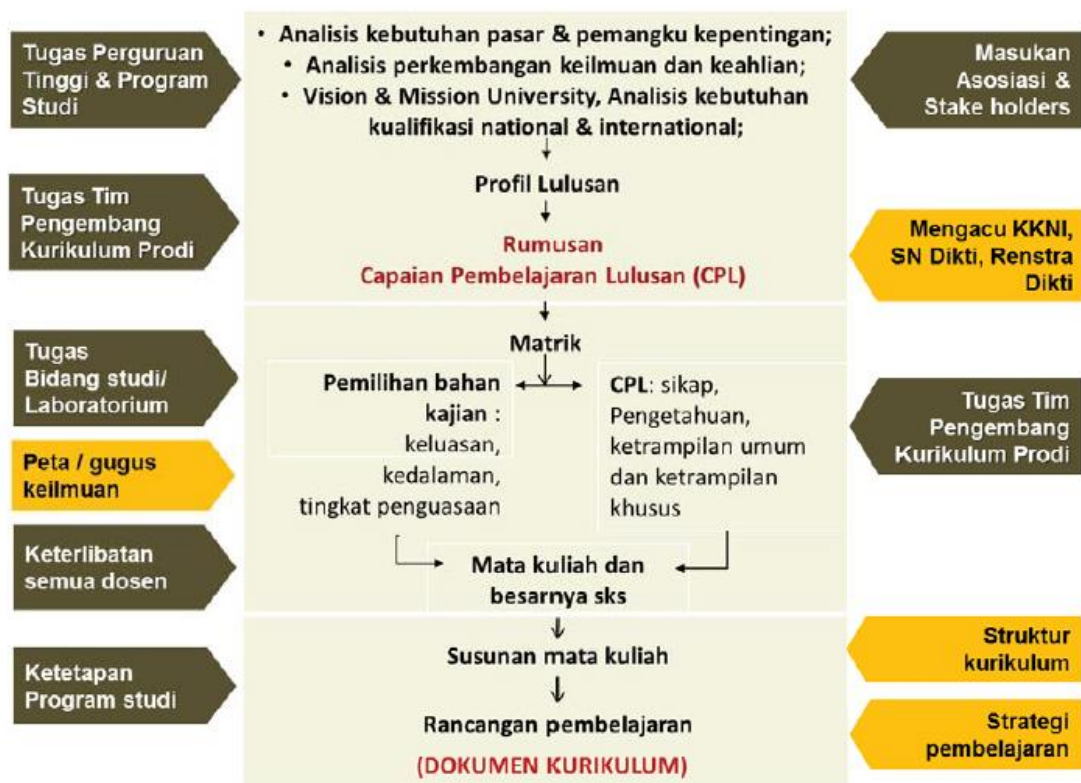 Tugas Perguruan
Tinggi & Program
Studi
• Analisis kebutuhan pasar & pemangku kepentingan;
• Analisis perkembangan keilmuan dan keahlian;
• Vision & Mission University, Analisis kebutuhan
kualifikasi national & international;
Masukan
Asosiasi &
Stake holders
Tugas Tim
Pengembang
Kurikulum Prodi
Profil Lulusan
Rumusan
Capaian Pembelajaran Lulusan (CPL)
Mengacu KKNI,
SN Dikti, Renstra
Dikti
Tugas
Bidang studi/
Laboratorium
Peta / gugus
keilmuan
Keterlibatan
semua dosen
Matrik
Pemilihan bahan
kajian :
keluasan,
kedalaman,
tingkat penguasaan
CPL: sikap,
Pengetahuan,
ketrampilan umum
dan ketrampilan
khusus
Tugas Tim
Pengembang
Kurikulum Prodi
Mata kuliah dan
besarnya sks
Ketetapan
Program studi
Susunan mata kuliah
Rancangan pembelajaran
(DOKUMEN KURIKULUM)
Struktur
kurikulum
Strategi
pembelajaran